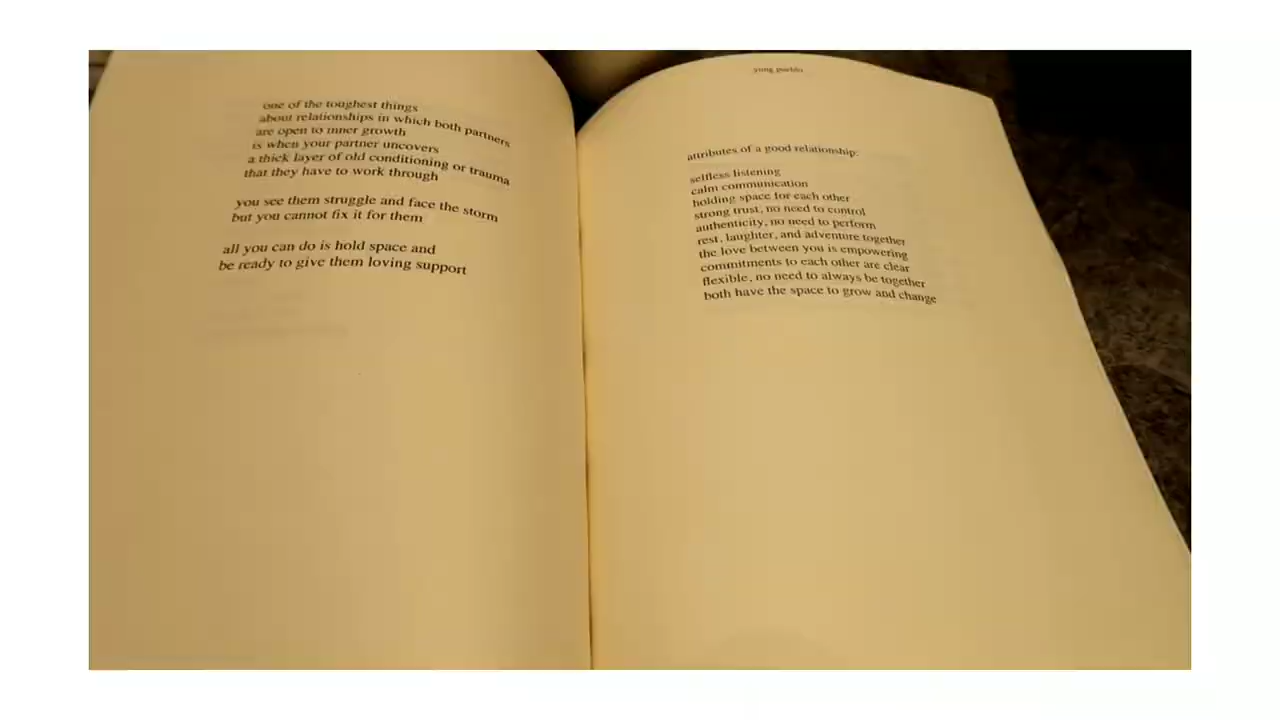 one of the toughest things
about relationships in which both partners
are open to inner growth
is when your partner uncovers
a thick layer of old conditioning or trauma
that they have to work through
you see them struggle and face the storm
but you cannot fix it for them
all you can do is hold space and
be ready to give them loving support
yung pueblo
attributes of a good relationship:
selfless listening
calm communication
holding space for each other
strong trust, no need to control
authenticity, no need to perform
rest, laughter, and adventure together
the love between you is empowering
commitments to each other are clear
flexible, no need to always be together
both have the space to grow and change